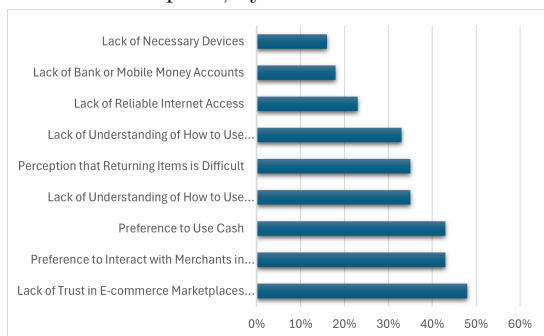 Lack of Necessary Devices
Lack of Bank or Mobile Money Accounts
Lack of Reliable Internet Access
Lack of Understanding of How to Use...
Perception that Returning Items is Difficult
Lack of Understanding of How to Use...
Preference to Use Cash
Preference to Interact with Merchants in...
Lack of Trust in E-commerce Marketplaces...
0% 10% 20% 30% 40% 50% 60%